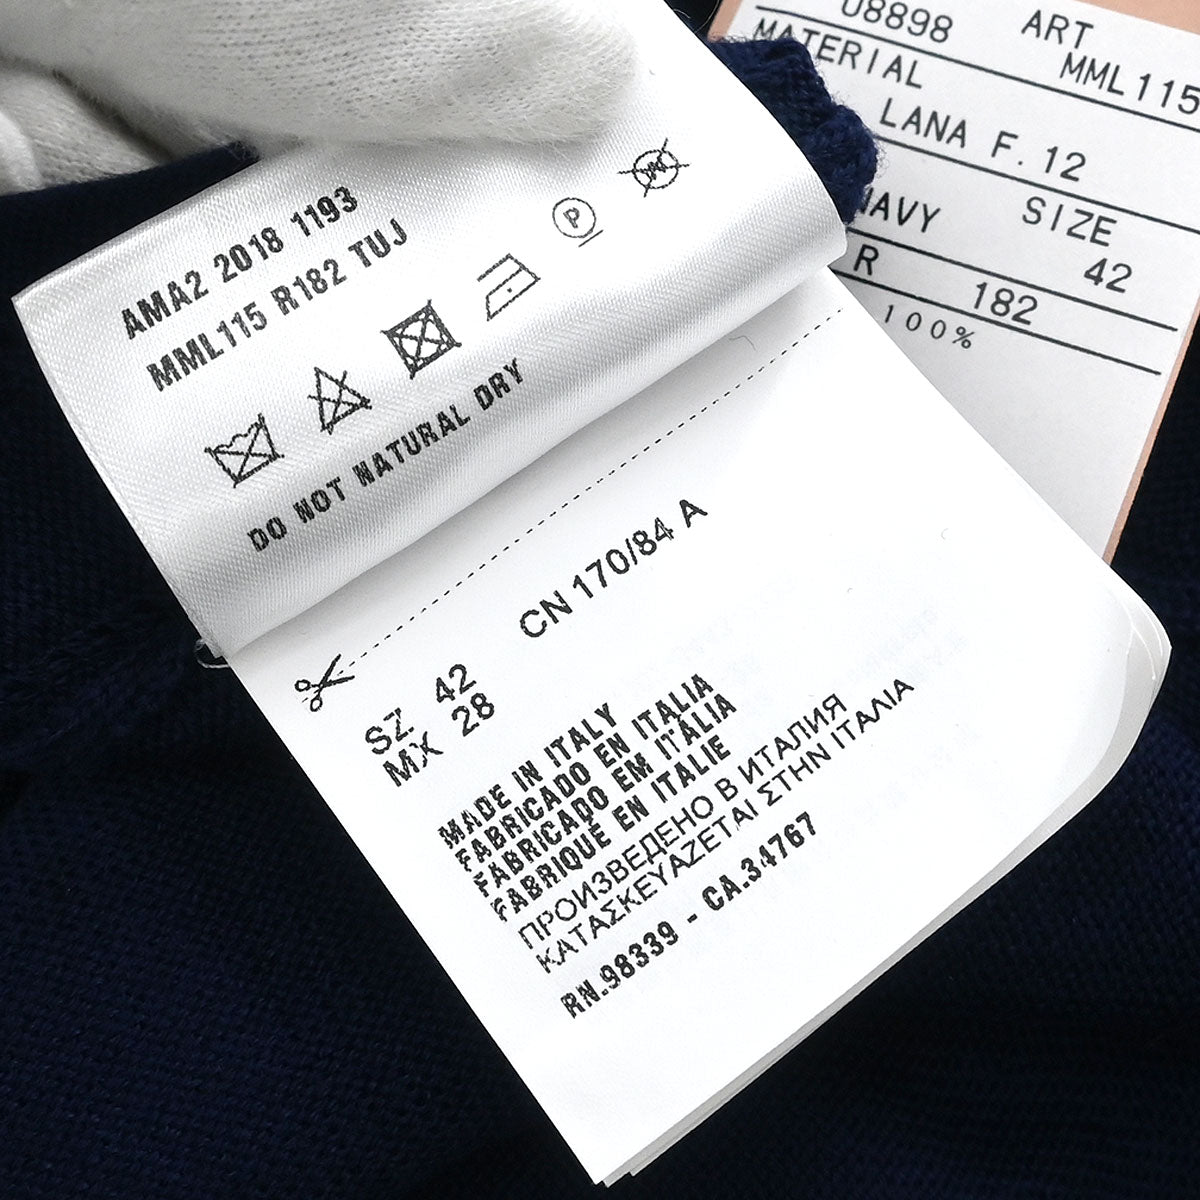 AMA2 2018 1193
MML115 R182 TUJ
P
DO NOT NATURAL DRY
CN 170/84 A
SZ 42
MX 28
MADE IN ITALY
FABRICADO EN ITALIA
FABRICADO EM ITÁLIA
FABRIQUÉ EN ITALIE
ПРОИЗВЕДЕНО В ИТАЛИЯ
ΚΑΤΑΣΚΕΥΑΖΕΤΑΙ ΣΤΗΝ ΙΤΑΛΙΑ
RN.98339 - CA.34767
08898 ART
MATERIAL MML115
LANA F.12
NAVY SIZE
R 42
182
100%